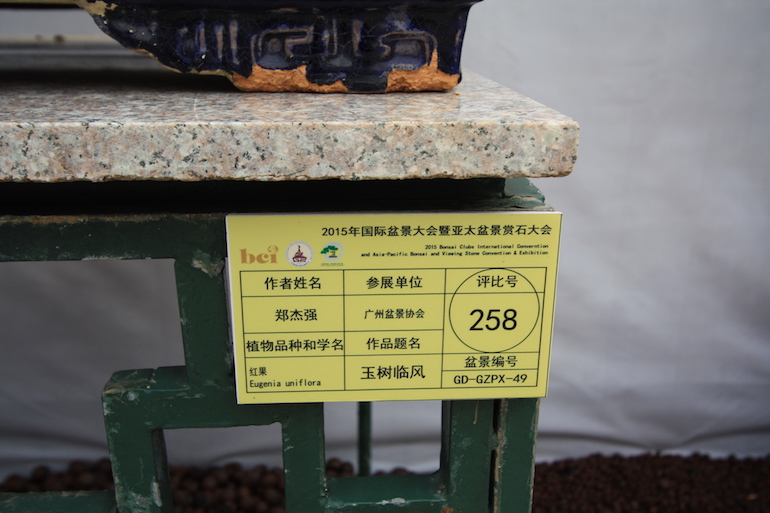 2015年国际盆景大会暨亚太盆景赏石大会
2015 Bonsai Clubs International Convention
and Asia-Pacific Bonsai and Viewing Stone Convention & Exhibition
bci
作者姓名 参展单位 评比号
郑杰强 广州盆景协会 258
植物品种和学名 作品题名 盆景编号
红果
Eugenia uniflora
玉树临风
GD-GZPX-49